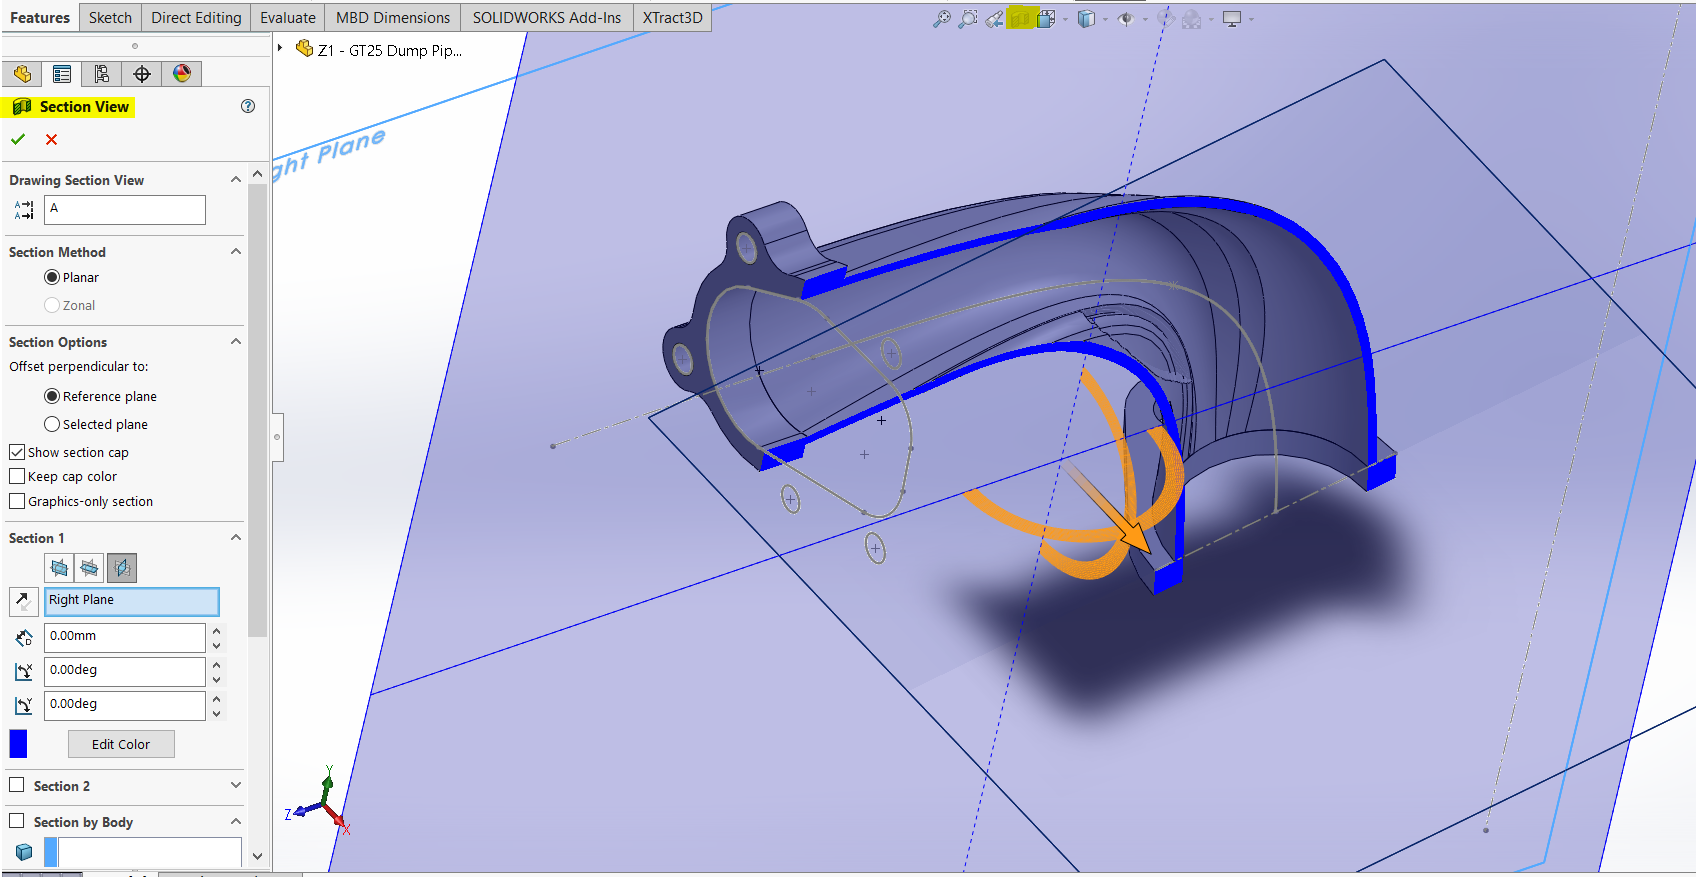 Features Sketch Direct Editing Evaluate MBD Dimensions SOLIDWORKS Add-Ins XTract3D
Z1 - GT25 Dump Pip...
Section View
ght Plane
Drawing Section View
A
Section Method
Planar
Zonal
Section Options
Offset perpendicular to:
Reference plane
Selected plane
Show section cap
Keep cap color
Graphics-only section
Section 1
Right Plane
0.00mm
0.00deg
0.00deg
Edit Color
Section 2
Section by Body
Y
Z
X